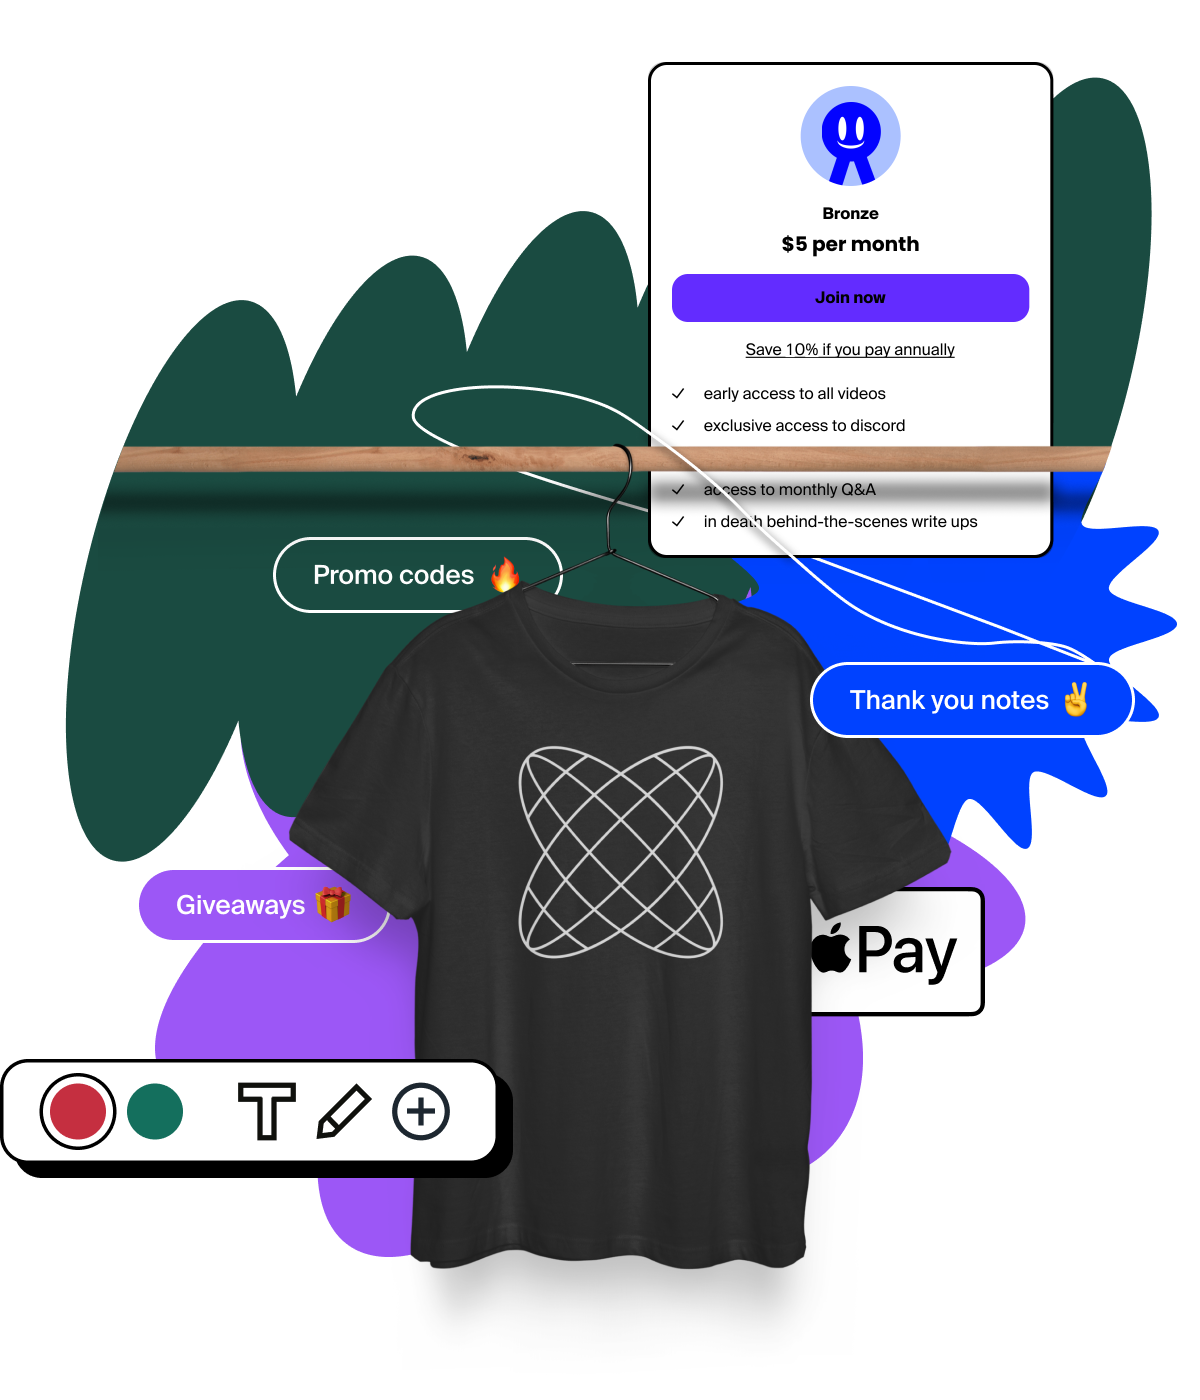 Bronze
$5 per month
Join now
Save 10% if you pay annually
early access to all videos
exclusive access to discord
access to monthly Q&A
in death behind-the-scenes write ups
Promo codes 🔥
Thank you notes ✌️
Giveaways 🎁
Pay
T